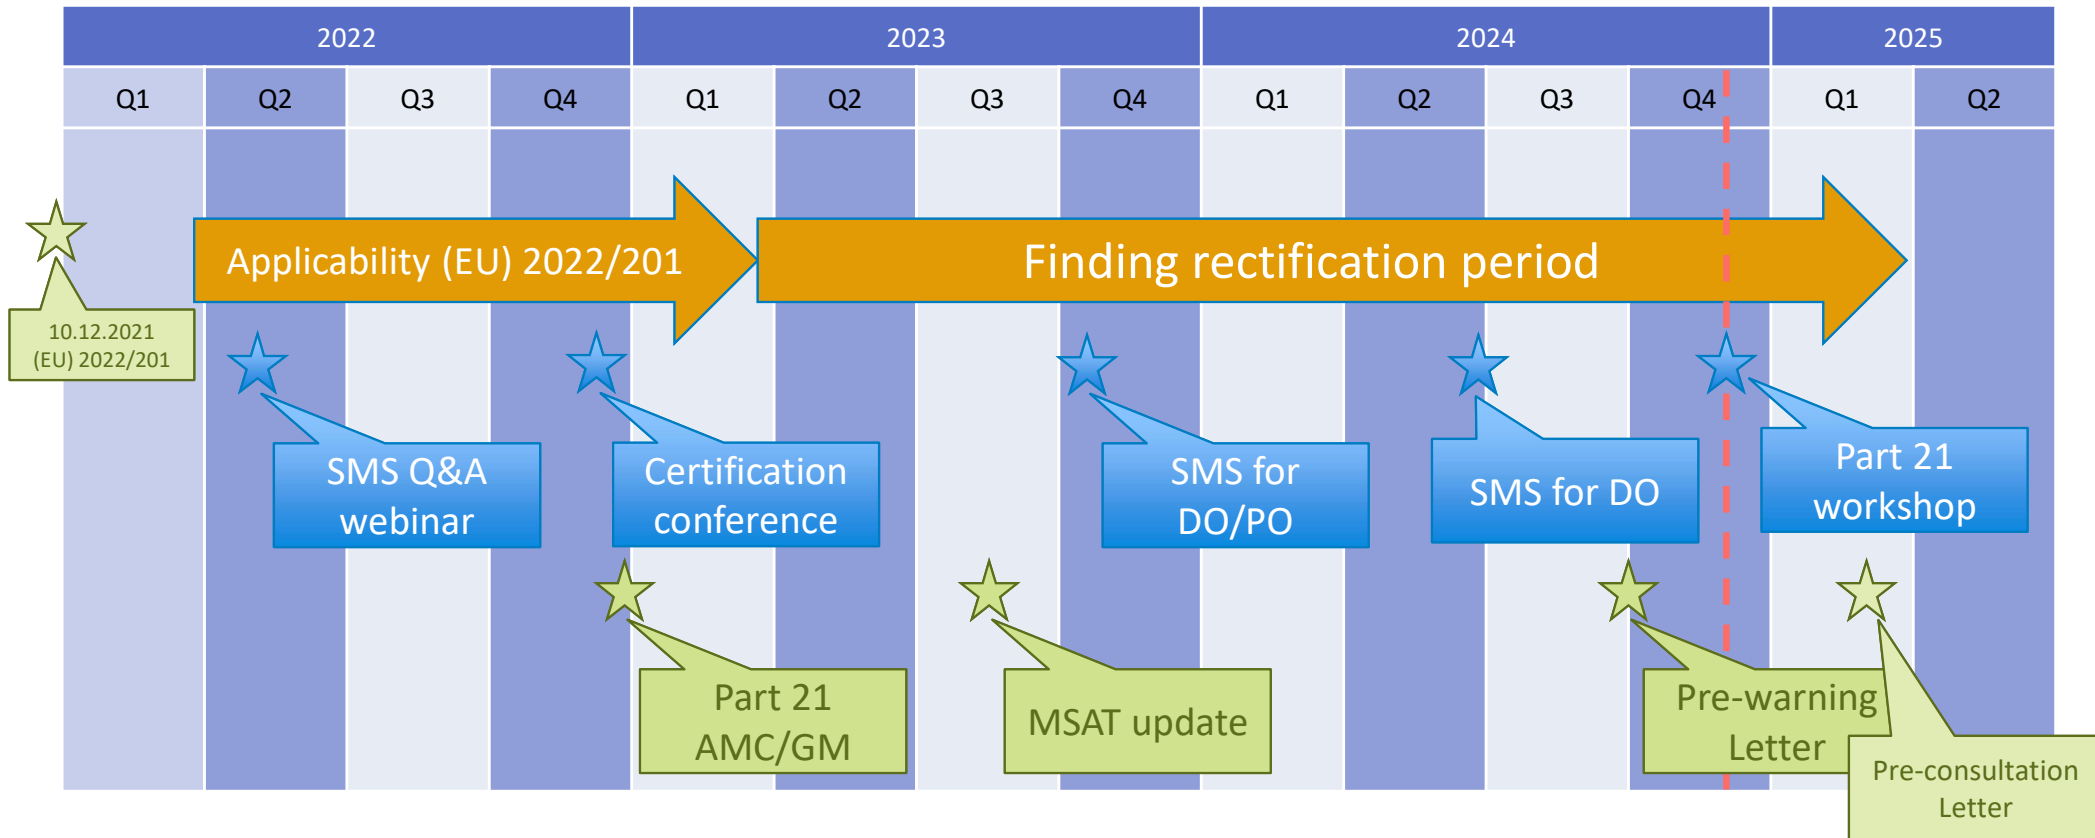 2022
2023
2024
2025
Q1
Q2
Q3
Q4
Q1
Q2
Q3
Q4
Q1
Q2
Q3
Q4
Q1
Q2
Applicability (EU) 2022/201
Finding rectification period
10.12.2021
(EU) 2022/201
SMS Q&A
webinar
Certification
conference
SMS for
DO/PO
SMS for DO
Part 21
workshop
Part 21
AMC/GM
MSAT update
Pre-warning
Letter
Pre-consultation
Letter